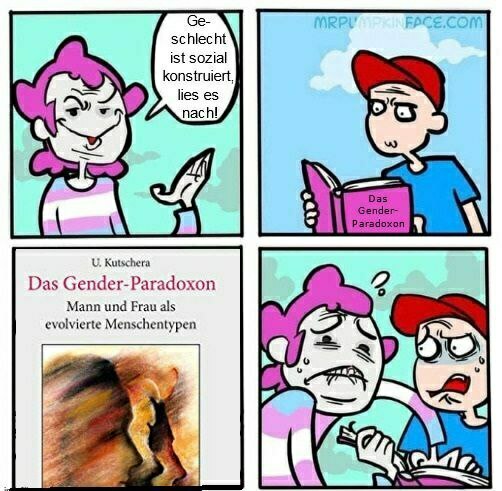 Ge-
schlecht
ist sozial
konstruiert,
lies es
nach!
MRPUMPKINFACE.COM
Das
Gender-
Paradoxon
U. Kutschera
Das Gender-Paradoxon
Mann und Frau als
evolvierte Menschentypen
?